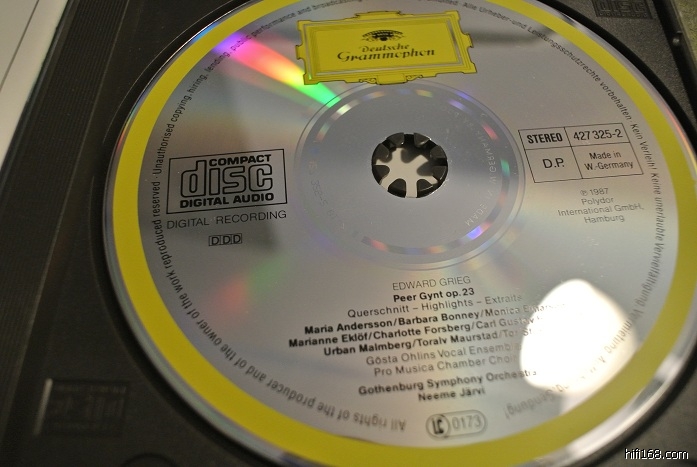 Deutsche
Grammophon
STEREO
427 325-2
D.P.
Made in
W.-Germany
℗ 1987
Polydor
International GmbH,
Hamburg
COMPACT
disc
DIGITAL AUDIO
DIGITAL RECORDING
DDD
EDWARD GRIEG
Peer Gynt op. 23
Querschnitt – Highlights – Extraits
Maria Andersson/Barbara Bonney/Monica
Marianne Eklöf/Charlotte Forsberg/Carl Gustav
Urban Malmberg/Toralv Maurstad/
Gösta Ohlins Vocal Ensemble
Pro Musica Chamber Choir
Gothenburg Symphony Orchestra
Neeme Järvi
LC 0173
All rights of the producer and of the owner of the work reproduced reserved · Unauthorised copying, hiring, lending, public performance and broadcasting
Alle Urheber- und Leistungsschutzrechte vorbehalten. Kein Verleih! Keine unerlaubte Vervielfältigung, Vermietung,
Sendung!
hifi168.com